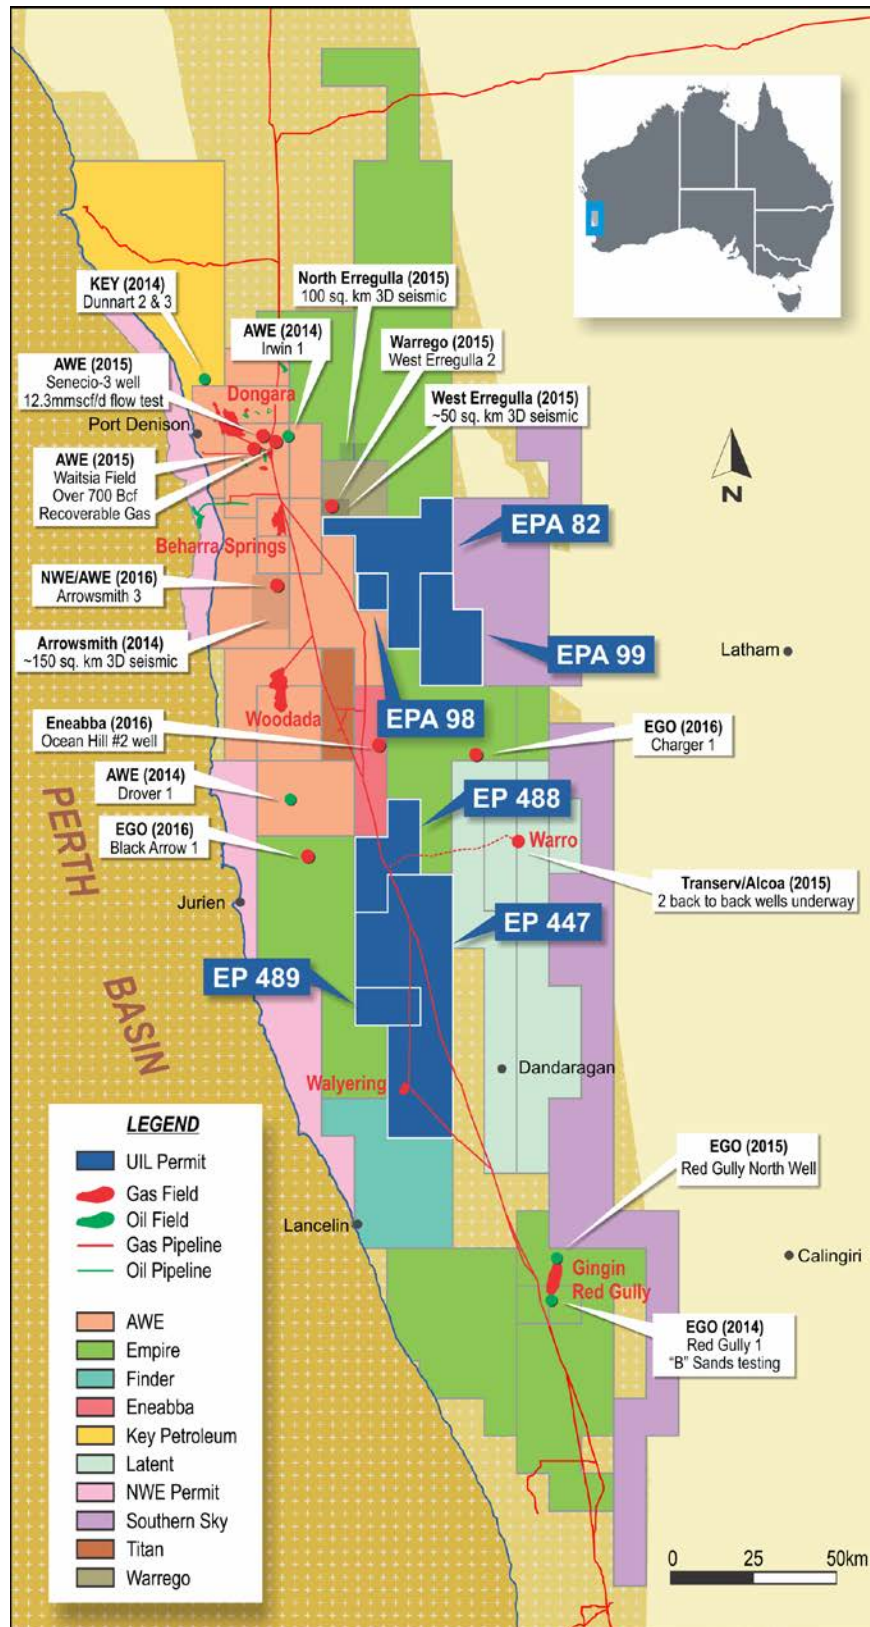 KEY (2014)
Dunnart 2 & 3
North Erregulla (2015)
100 sq. km 3D seismic
AWE (2014)
Irwin 1
Warrego (2015)
West Erregulla 2
AWE (2015)
Senecio-3 well
12.3mmscf/d flow test
West Erregulla (2015)
~50 sq. km 3D seismic
Dongara
Port Denison
AWE (2015)
Waitsia Field
Over 700 Bcf
Recoverable Gas
N
EPA 82
Beharra Springs
NWE/AWE (2016)
Arrowsmith 3
Arrowsmith (2014)
~150 sq. km 3D seismic
EPA 99
Latham
Woodada
EPA 98
Eneabba (2016)
Ocean Hill #2 well
EGO (2016)
Charger 1
AWE (2014)
Drover 1
EP 488
PERTH
BASIN
EGO (2016)
Black Arrow 1
Warro
Transerv/Alcoa (2015)
2 back to back wells underway
Jurien
EP 447
EP 489
Dandaragan
Walyering
LEGEND
UIL Permit
Gas Field
Oil Field
Gas Pipeline
Oil Pipeline
AWE
Empire
Finder
Eneabba
Key Petroleum
Latent
NWE Permit
Southern Sky
Titan
Warrego
EGO (2015)
Red Gully North Well
Lancelin
Calingiri
Gingin
Red Gully
EGO (2014)
Red Gully 1
“B” Sands testing
0 25 50km